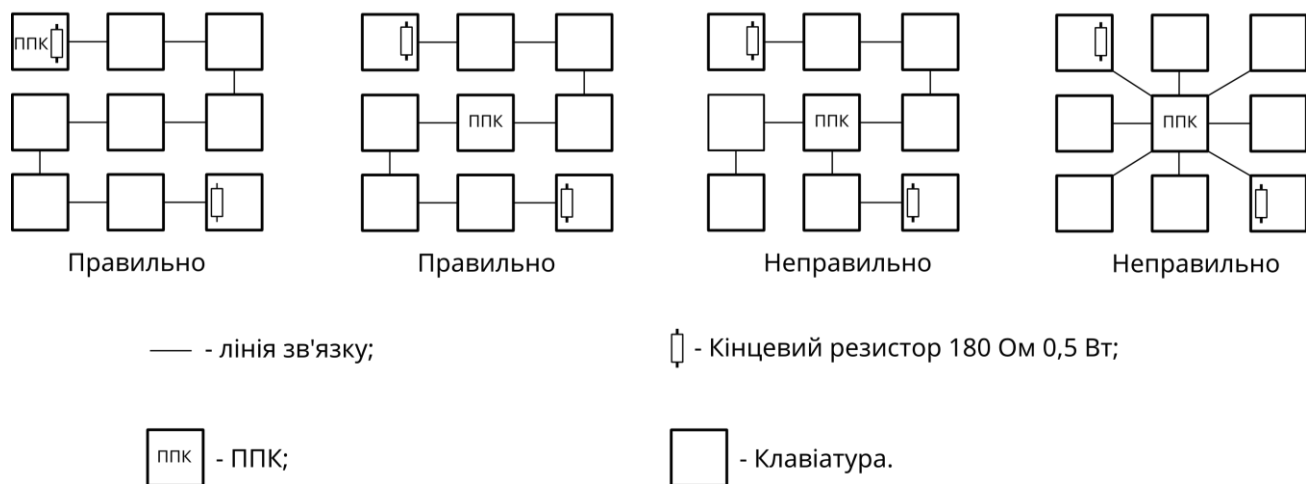 ППК
ППК
ППК
ППК
Правильно
Правильно
Неправильно
Неправильно
- лінія зв'язку;
- Кінцевий резистор 180 Ом 0,5 Вт;
ППК - ППК;
- Клавіатура.